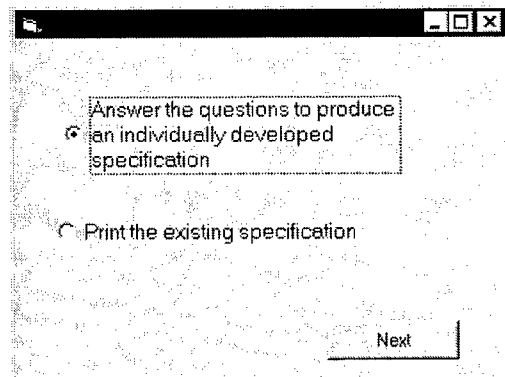 Answer the questions to produce
an individually developed
specification
Print the existing specification
Next